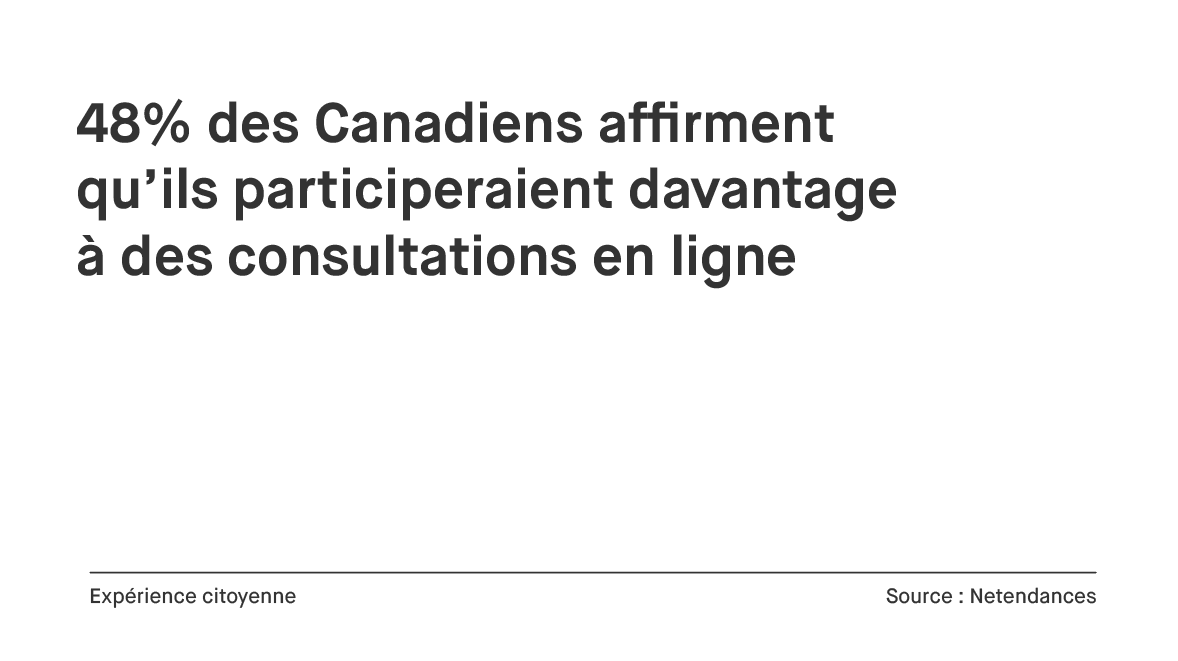 48% des Canadiens affirment
qu’ils participeraient davantage
à des consultations en ligne
Expérience citoyenne
Source : Netendances